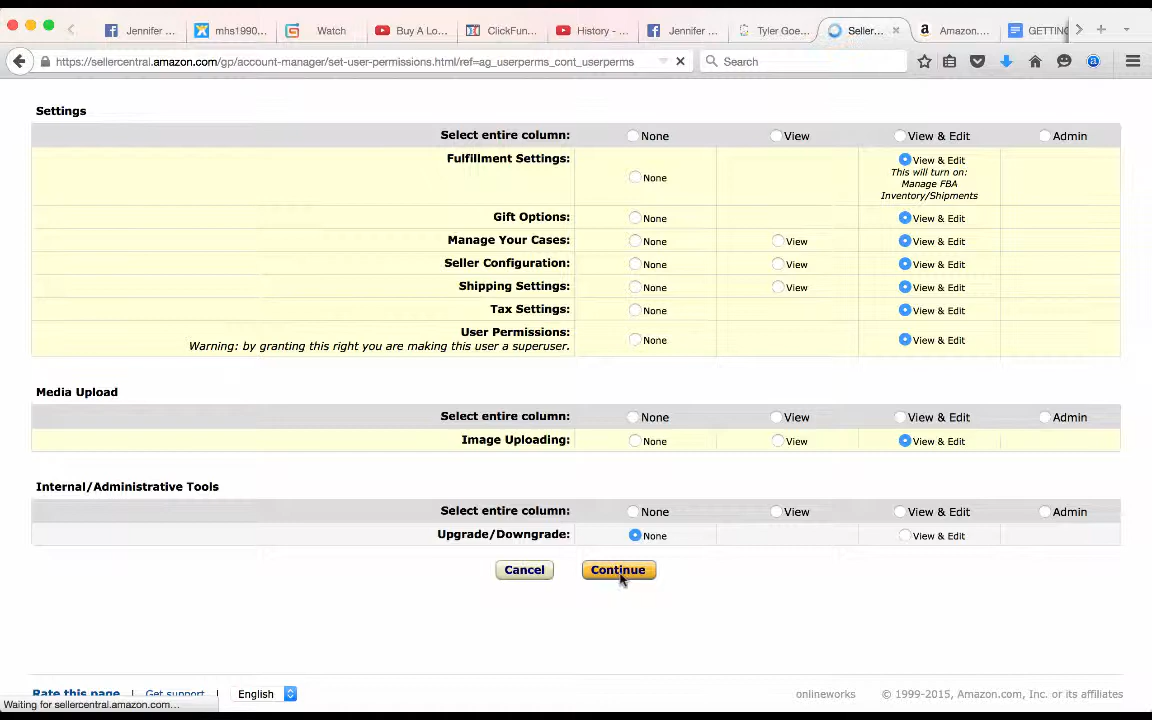 Jennifer ...
mhs1990...
Watch
Buy A Lo...
ClickFun...
History - ...
Jennifer ...
Tyler Goe...
Seller...
Amazon....
GETTING
https://sellercentral.amazon.com/gp/account-manager/set-user-permissions.html/ref=ag_userperms_cont_userperms
Search
Settings
Select entire column: None View View & Edit Admin
Fulfillment Settings: None View & Edit
This will turn on:
Manage FBA
Inventory/Shipments
Gift Options: None View & Edit
Manage Your Cases: None View View & Edit
Seller Configuration: None View View & Edit
Shipping Settings: None View View & Edit
Tax Settings: None View & Edit
User Permissions: None View & Edit
Warning: by granting this right you are making this user a superuser.
Media Upload
Select entire column: None View View & Edit Admin
Image Uploading: None View View & Edit
Internal/Administrative Tools
Select entire column: None View View & Edit Admin
Upgrade/Downgrade: None View & Edit
Cancel Continue
Rate this page | Get support | English onlineworks © 1999-2015, Amazon.com, Inc. or its affiliates
Waiting for sellercentral.amazon.com...